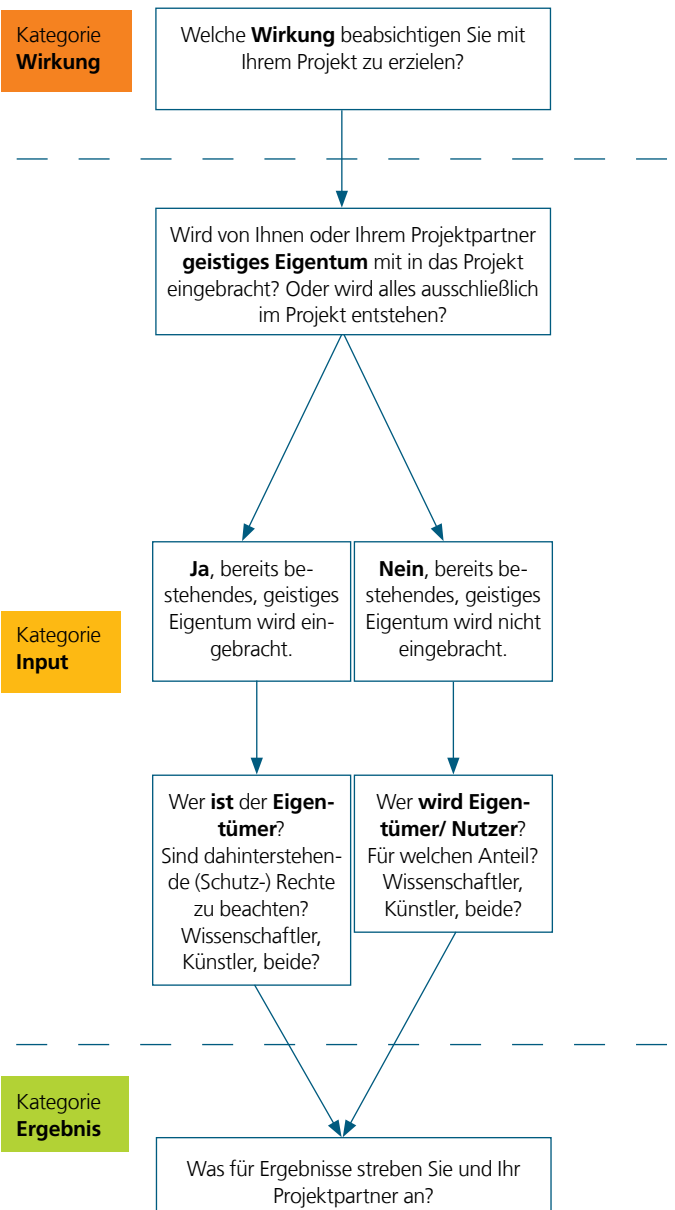 Kategorie
Wirkung
Welche Wirkung beabsichtigen Sie mit
Ihrem Projekt zu erzielen?
Wird von Ihnen oder Ihrem Projektpartner
geistiges Eigentum mit in das Projekt
eingebracht? Oder wird alles ausschließlich
im Projekt entstehen?
Kategorie
Input
Ja, bereits be-
stehendes, geistiges
Eigentum wird ein-
gebracht.
Nein, bereits be-
stehendes, geistiges
Eigentum wird nicht
eingebracht.
Wer ist der Eigen-
tümer?
Sind dahinterstehen-
de (Schutz-) Rechte
zu beachten?
Wissenschaftler,
Künstler, beide?
Wer wird Eigen-
tümer/ Nutzer?
Für welchen Anteil?
Wissenschaftler,
Künstler, beide?
Kategorie
Ergebnis
Was für Ergebnisse streben Sie und Ihr
Projektpartner an?